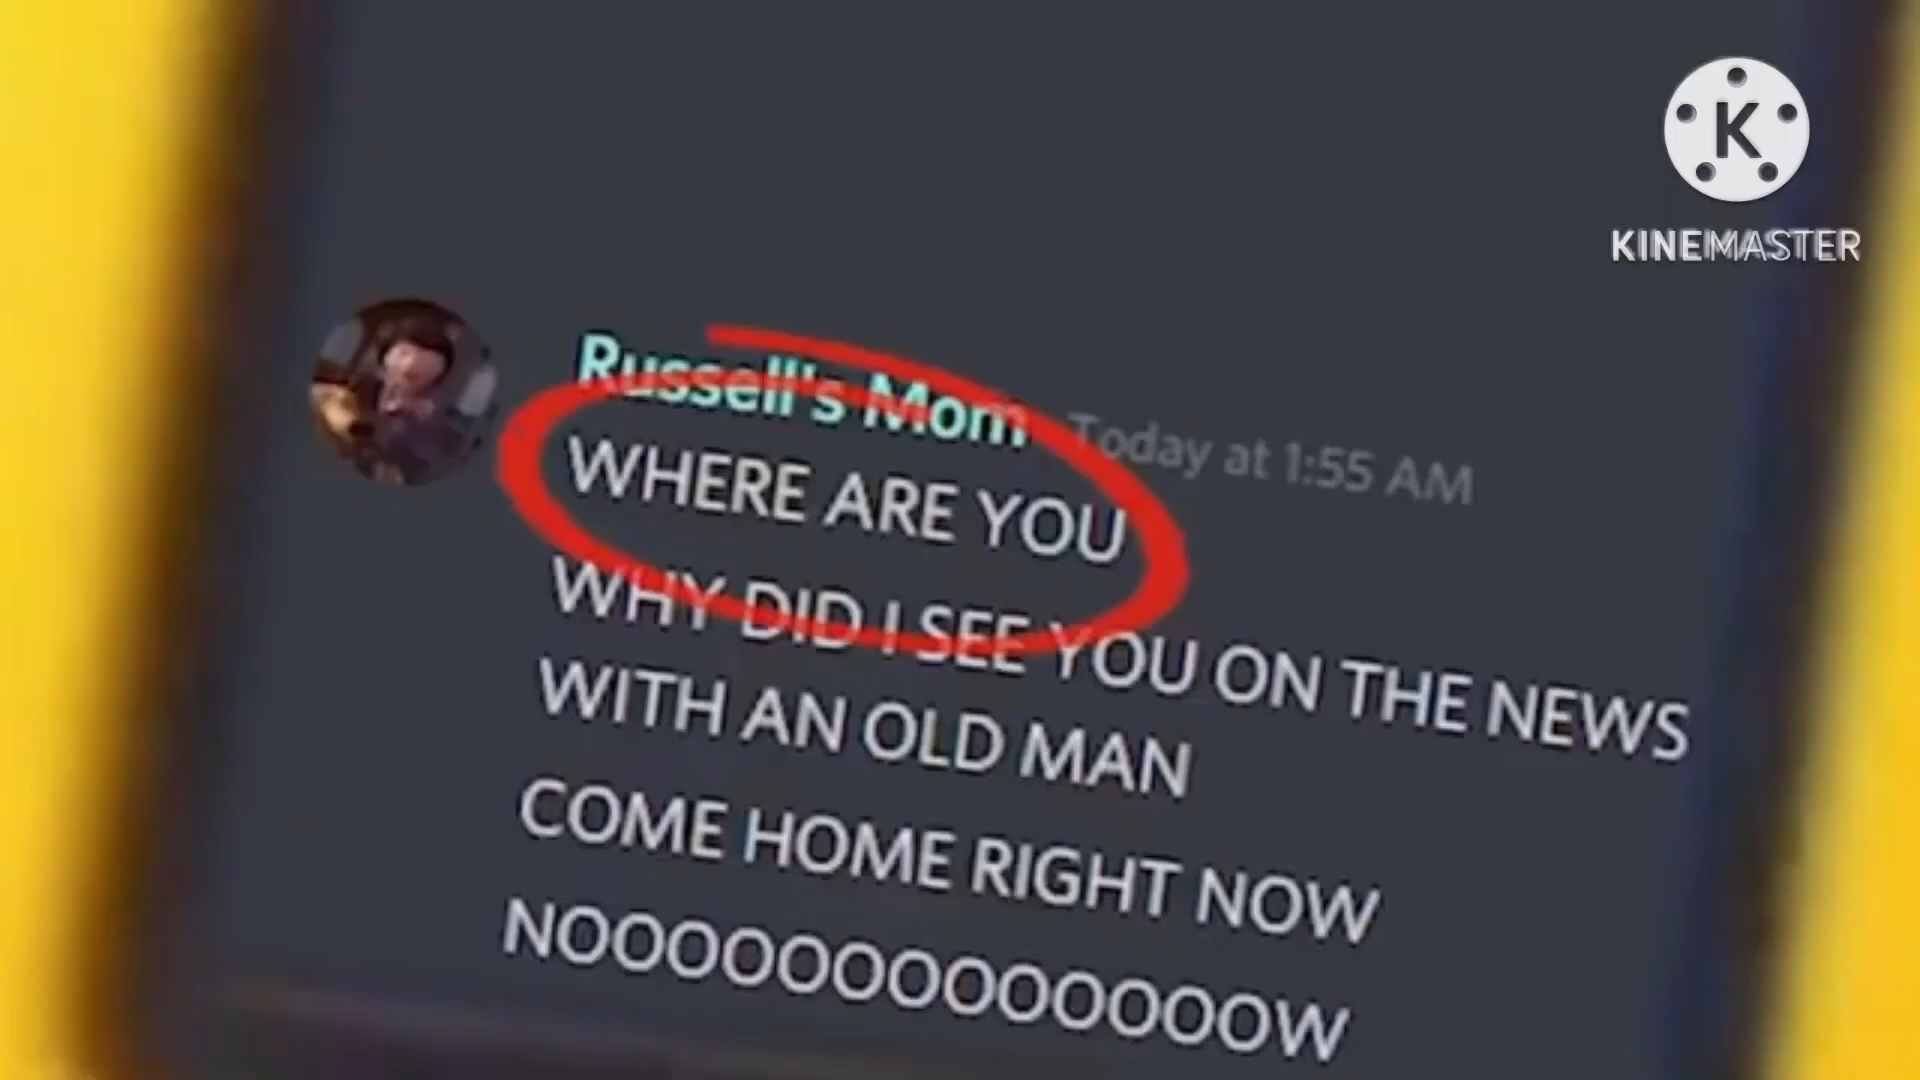 K
KINEMASTER
Russell's Mom Today at 1:55 AM
WHERE ARE YOU
WHY DID I SEE YOU ON THE NEWS
WITH AN OLD MAN
COME HOME RIGHT NOW
NOOOOOOOOOOOOOW